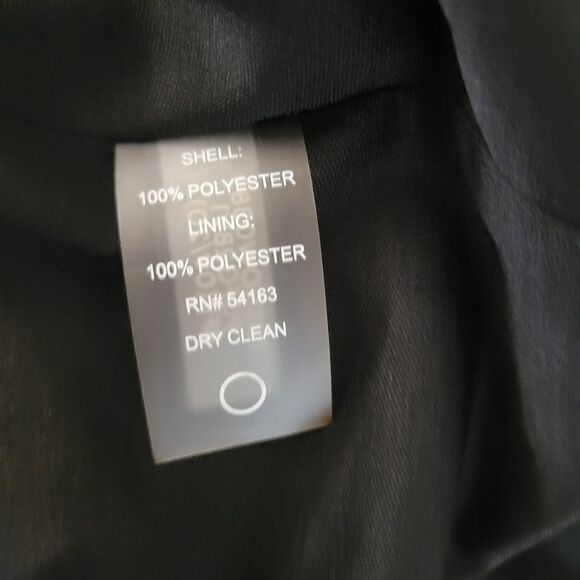 SHELL:
100% POLYESTER
LINING:
100% POLYESTER
RN# 54163
DRY CLEAN